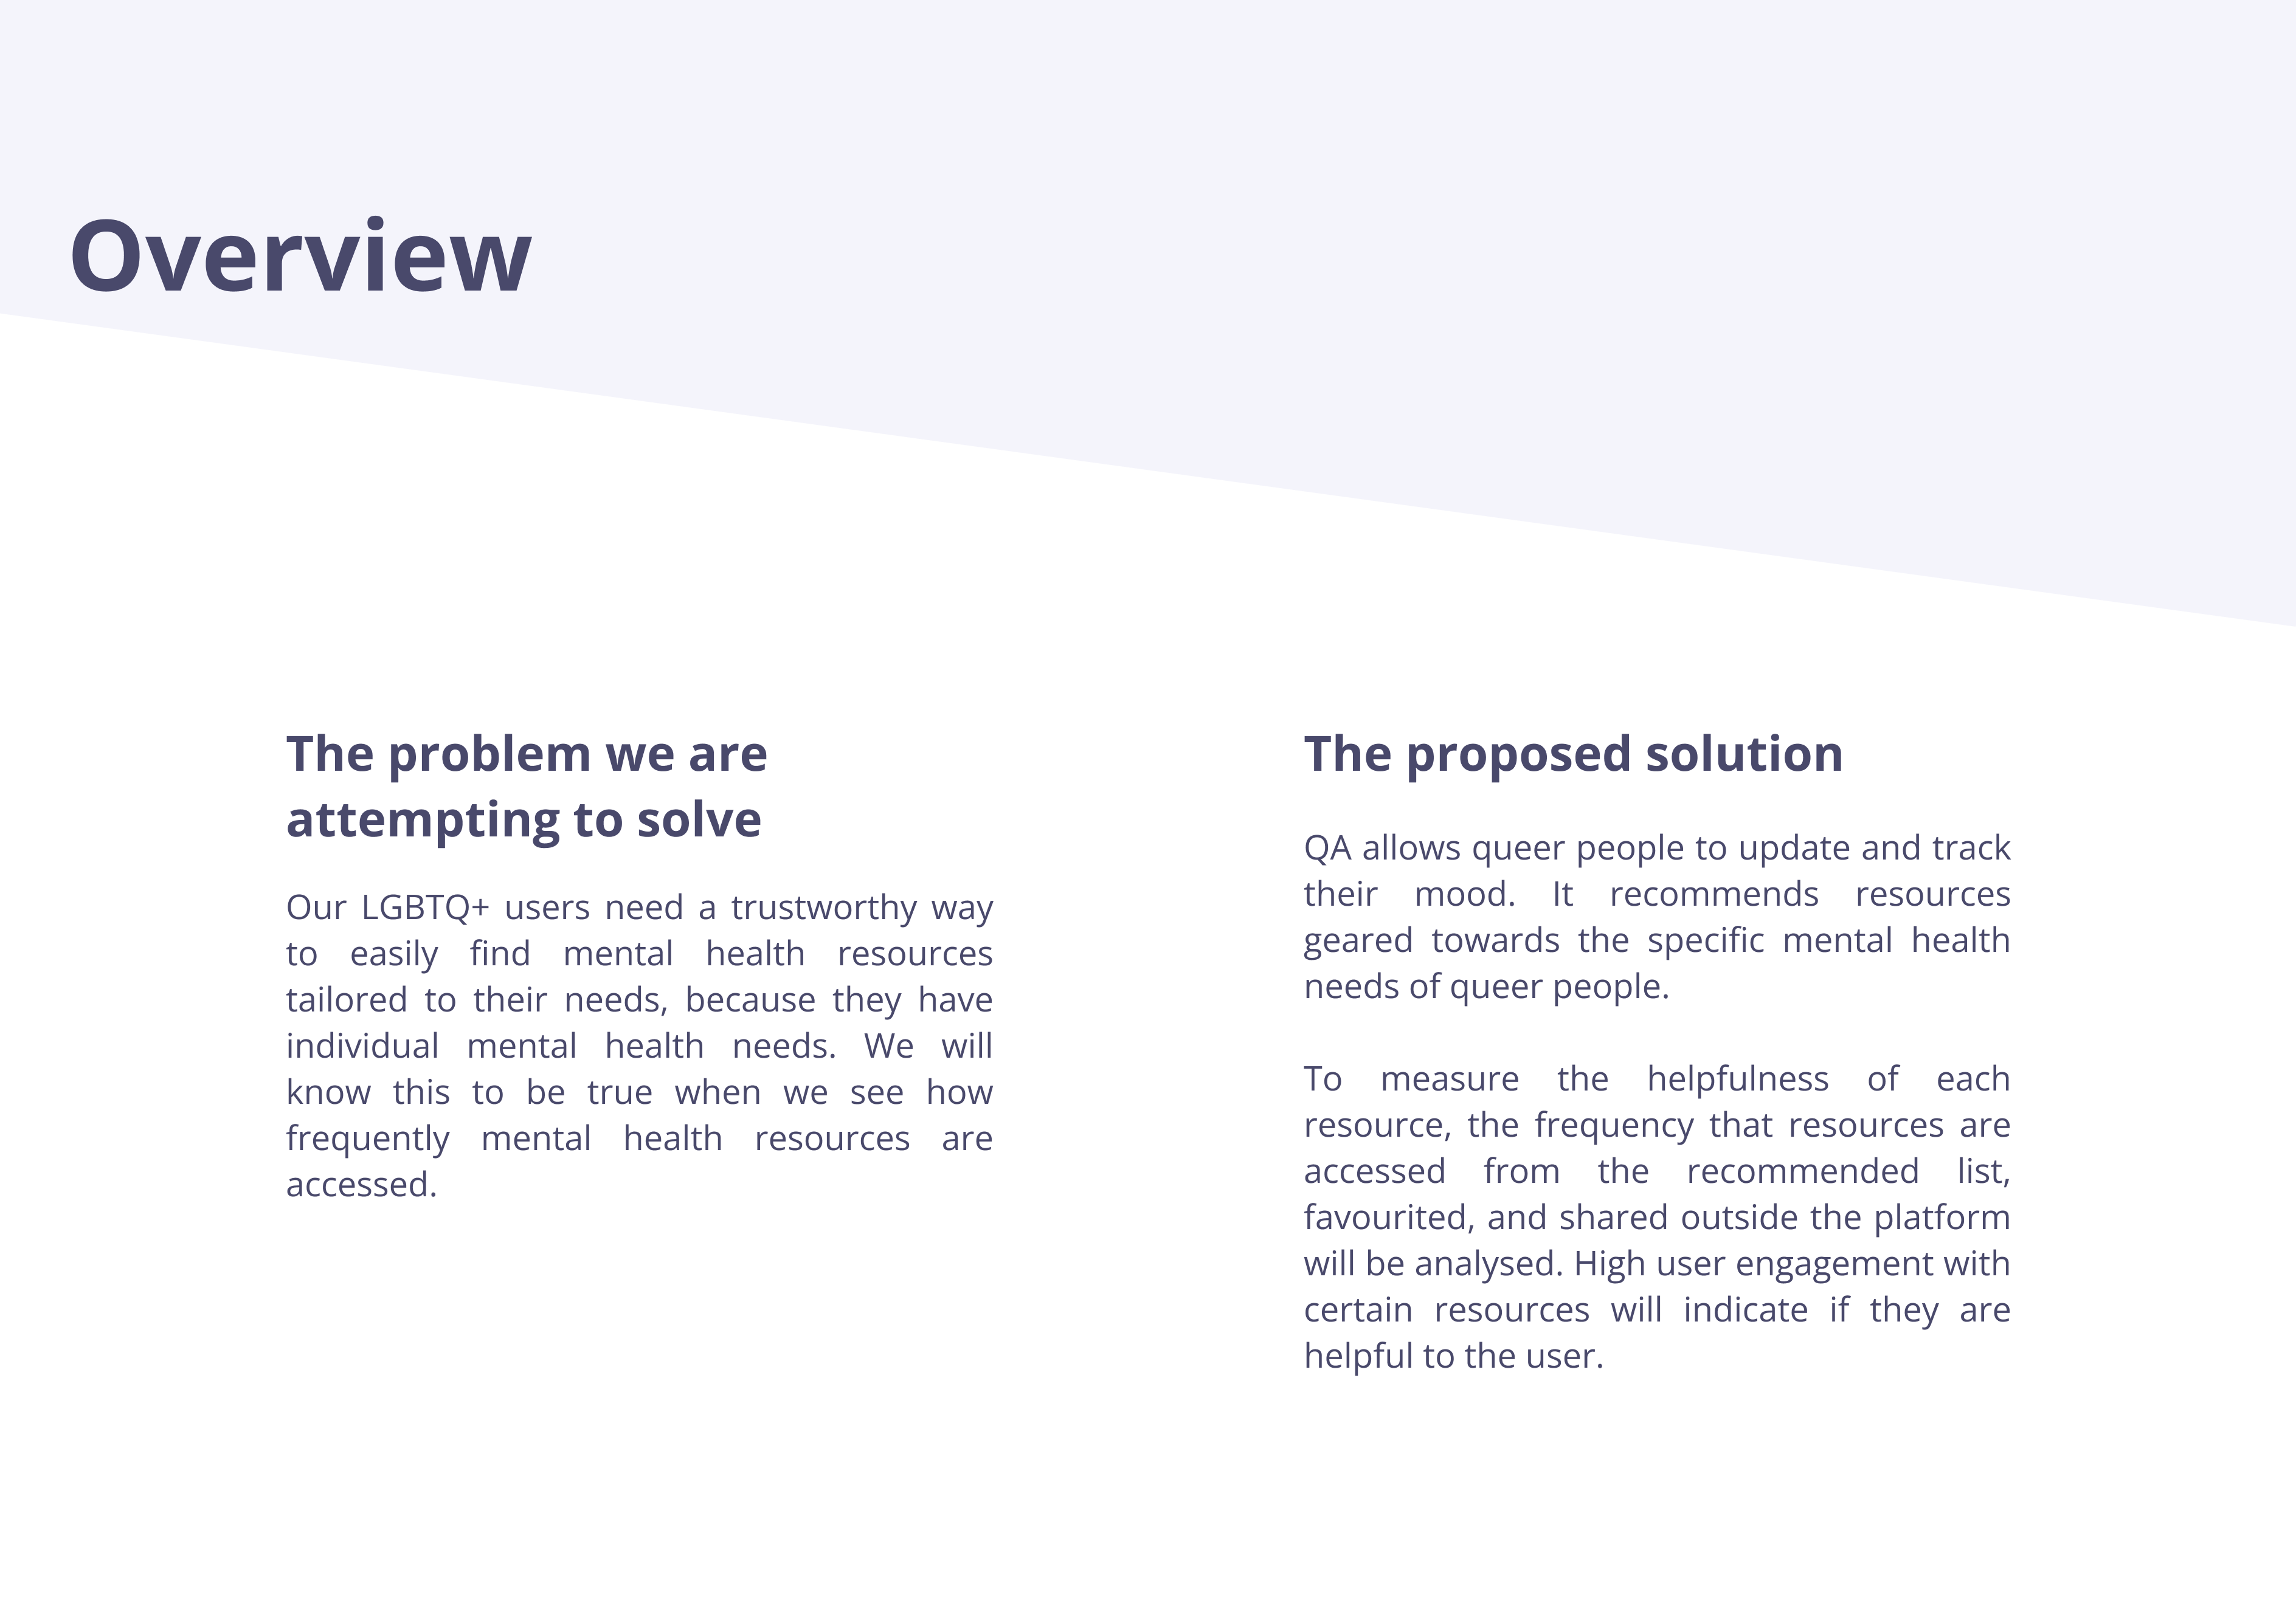 Overview
The problem we are
attempting to solve
Our LGBTQ+ users need a trustworthy way
to easily find mental health resources
tailored to their needs, because they have
individual mental health needs. We will
know this to be true when we see how
frequently mental health resources are
accessed.
The proposed solution
QA allows queer people to update and track
their mood. It recommends resources
geared towards the specific mental health
needs of queer people.
To measure the helpfulness of each
resource, the frequency that resources are
accessed from the recommended list,
favourited, and shared outside the platform
will be analysed. High user engagement with
certain resources will indicate if they are
helpful to the user.